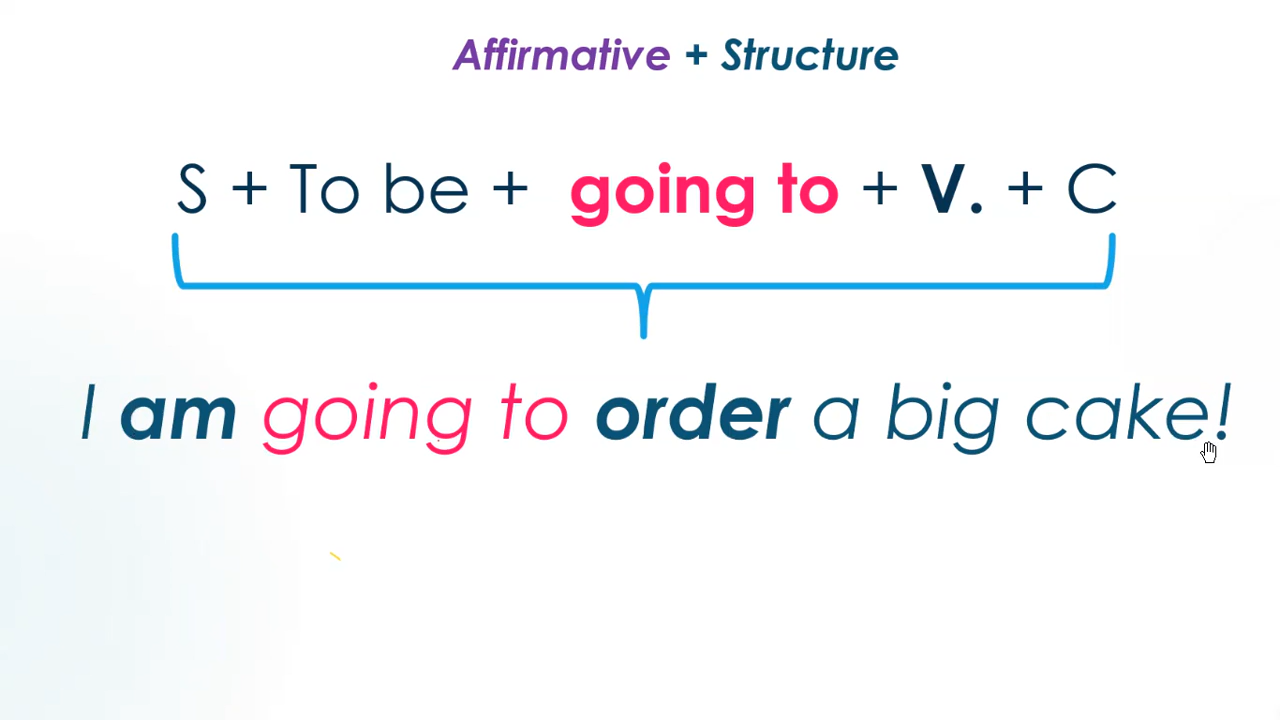 Affirmative + Structure
S + To be + going to + V. + C
I am going to order a big cake!